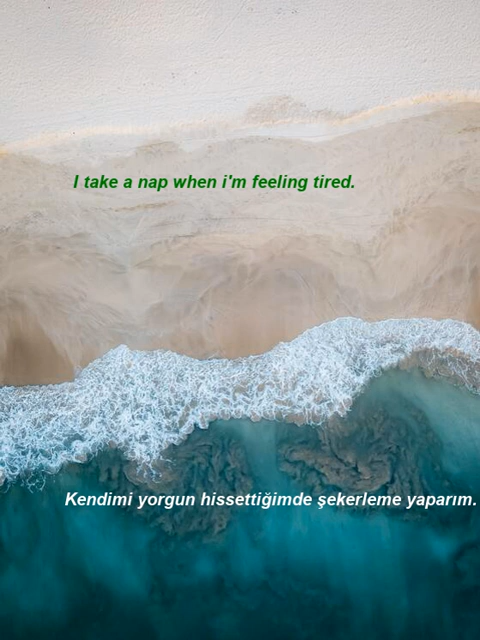 I take a nap when i'm feeling tired.
Kendimi yorgun hissettiğimde şekerleme yaparım.